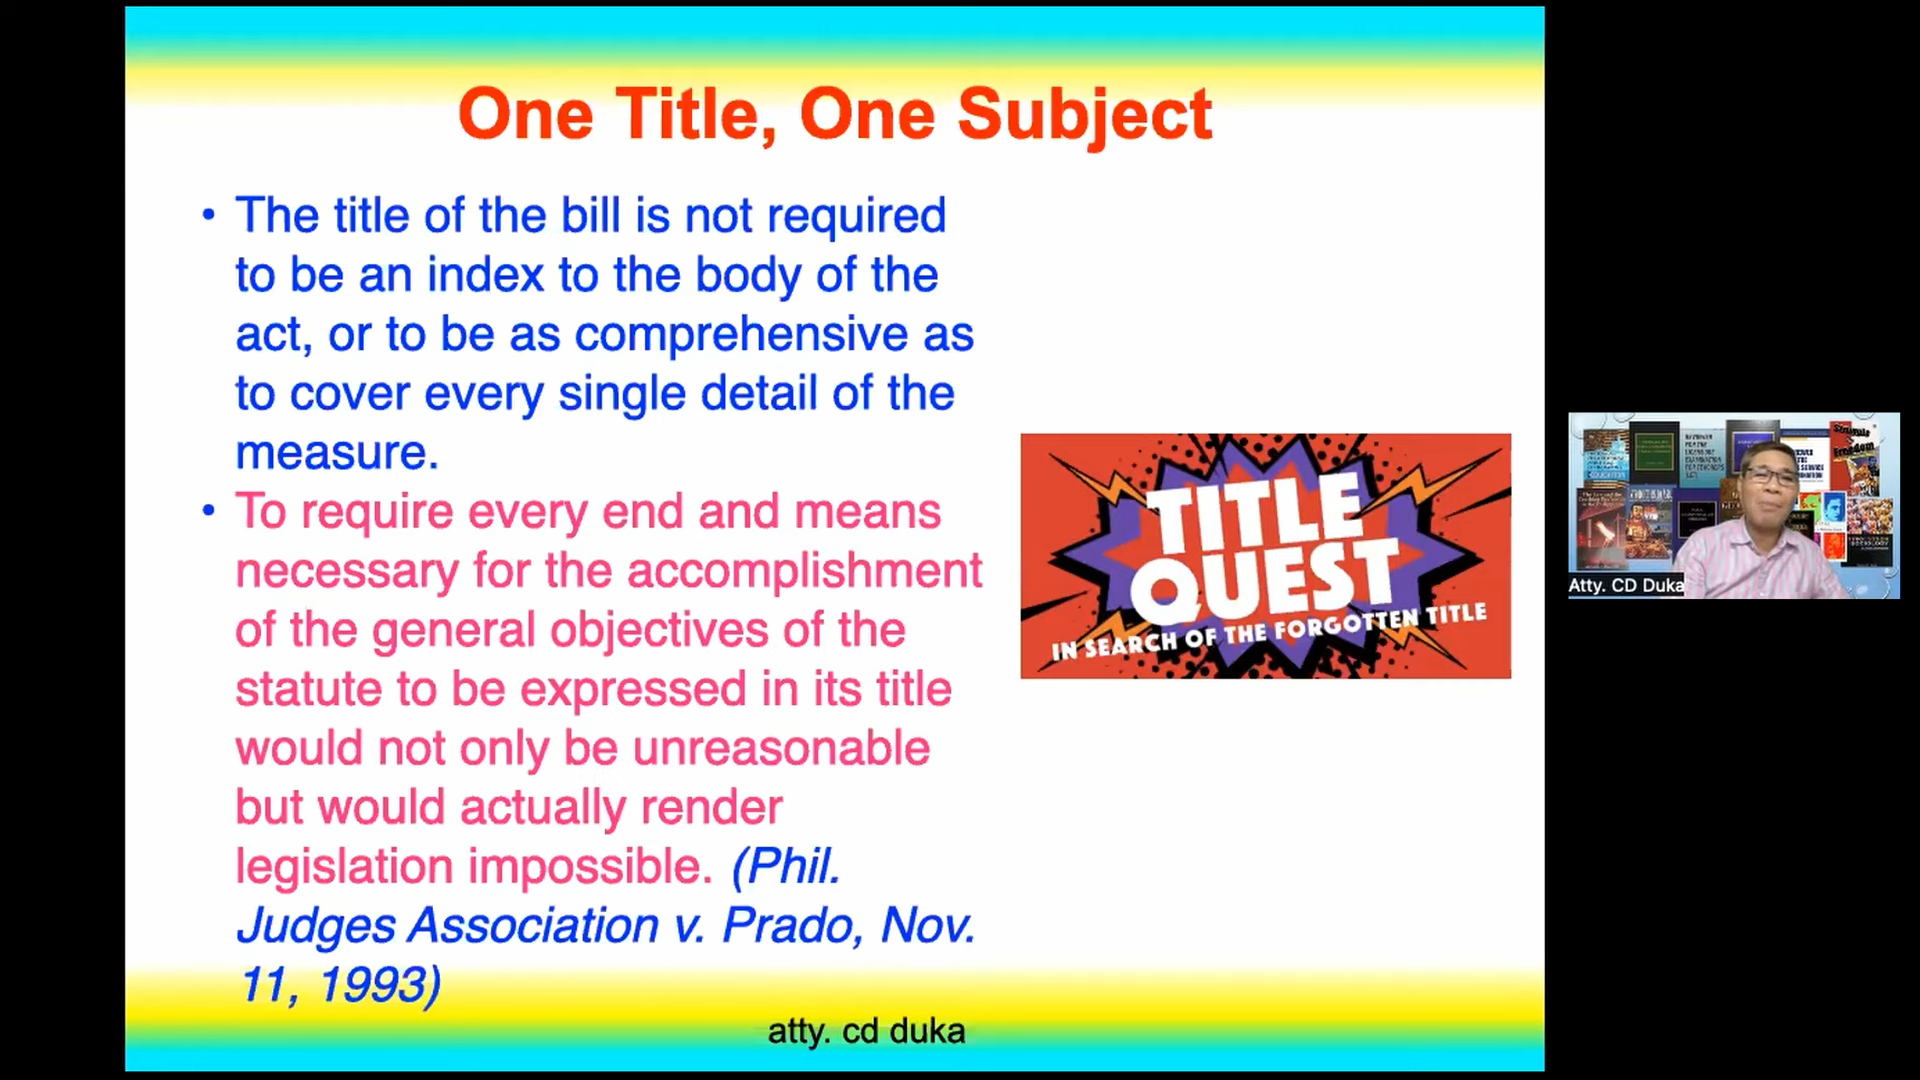 One Title, One Subject
• The title of the bill is not required
to be an index to the body of the
act, or to be as comprehensive as
to cover every single detail of the
measure.
• To require every end and means
necessary for the accomplishment
of the general objectives of the
statute to be expressed in its title
would not only be unreasonable
but would actually render
legislation impossible. (Phil.
Judges Association v. Prado, Nov.
11, 1993)
TITLE
QUEST
IN SEARCH OF THE FORGOTTEN TITLE
atty. cd duka
Atty. CD Duka